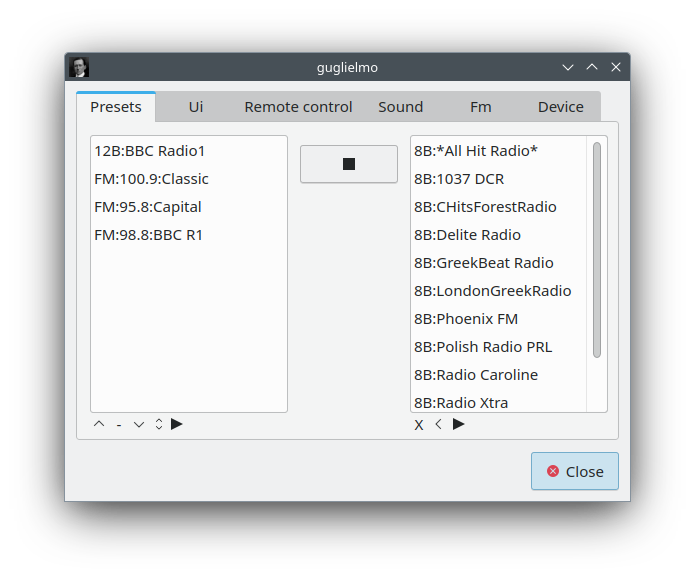 guglielmo
Presets Ui Remote control Sound Fm Device
12B:BBC Radio1
FM:100.9:Classic
FM:95.8:Capital
FM:98.8:BBC R1
8B:*All Hit Radio*
8B:1037 DCR
8B:CHitsForestRadio
8B:Delite Radio
8B:GreekBeat Radio
8B:LondonGreekRadio
8B:Phoenix FM
8B:Polish Radio PRL
8B:Radio Caroline
8B:Radio Xtra
-
X
Close